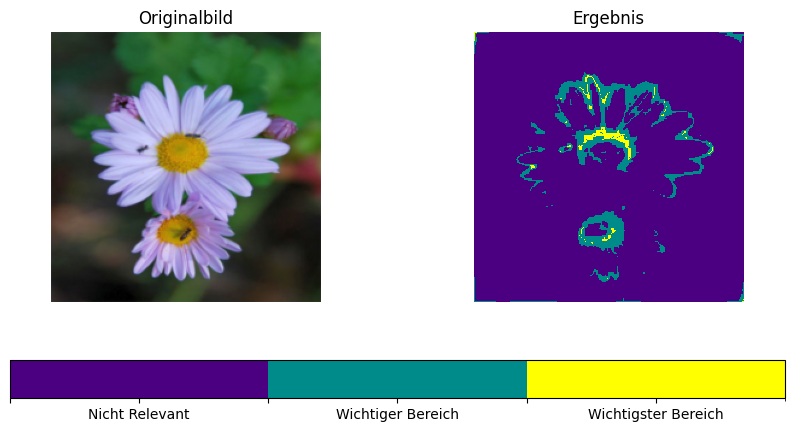 Originalbild
Ergebnis
Nicht Relevant
Wichtiger Bereich
Wichtigster Bereich